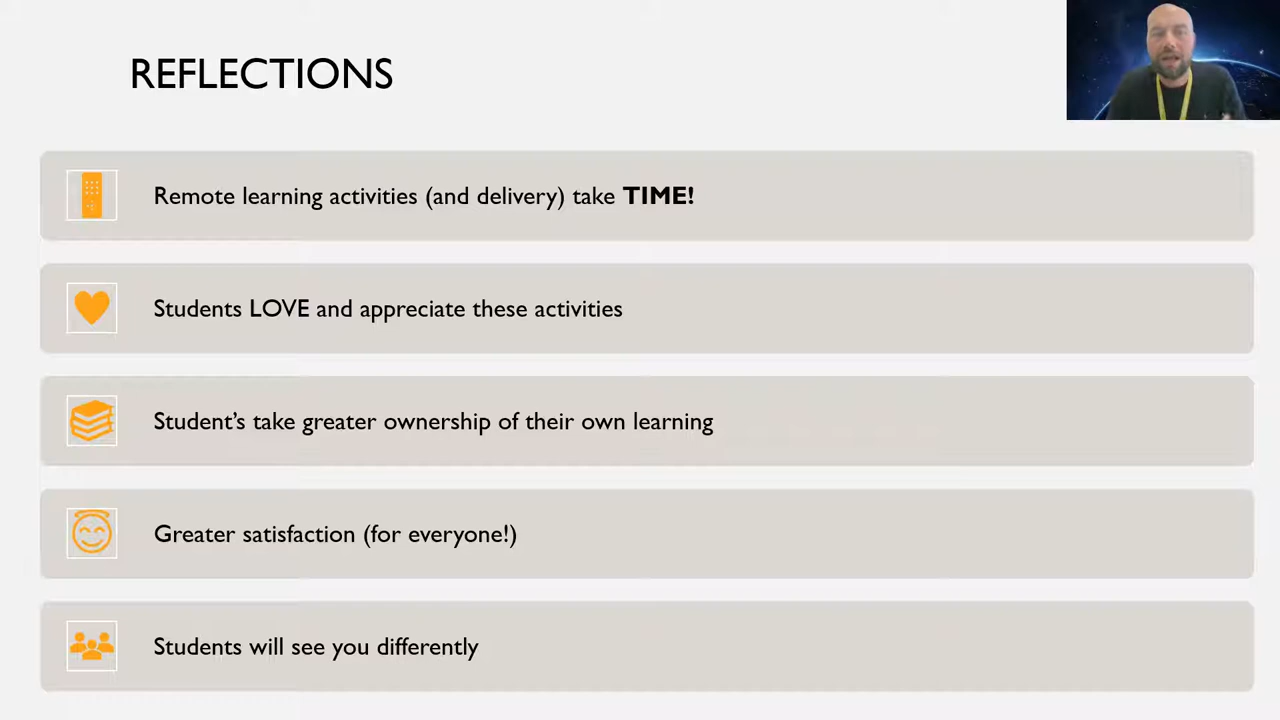 REFLECTIONS
Remote learning activities (and delivery) take TIME!
Students LOVE and appreciate these activities
Student’s take greater ownership of their own learning
Greater satisfaction (for everyone!)
Students will see you differently